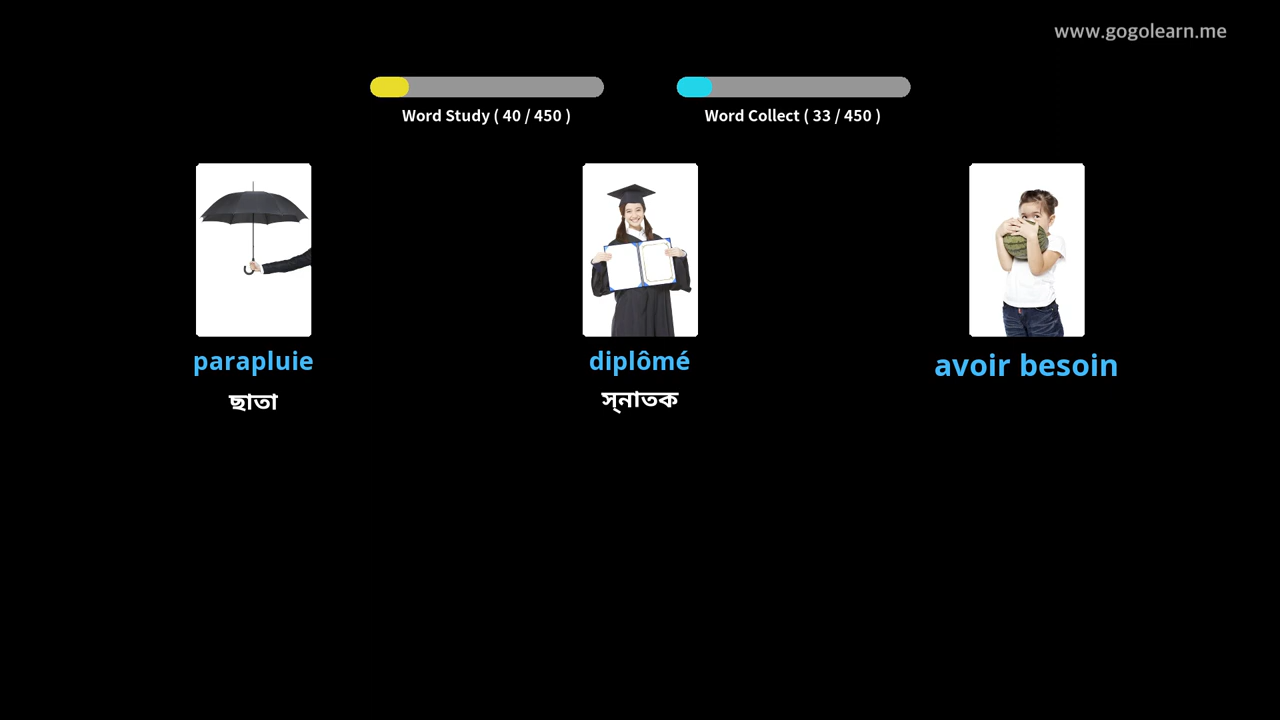 www.gogolearn.me
Word Study ( 40 / 450 )
Word Collect ( 33 / 450 )
parapluie
diplômé
avoir besoin
ছাতা
স্নাতক